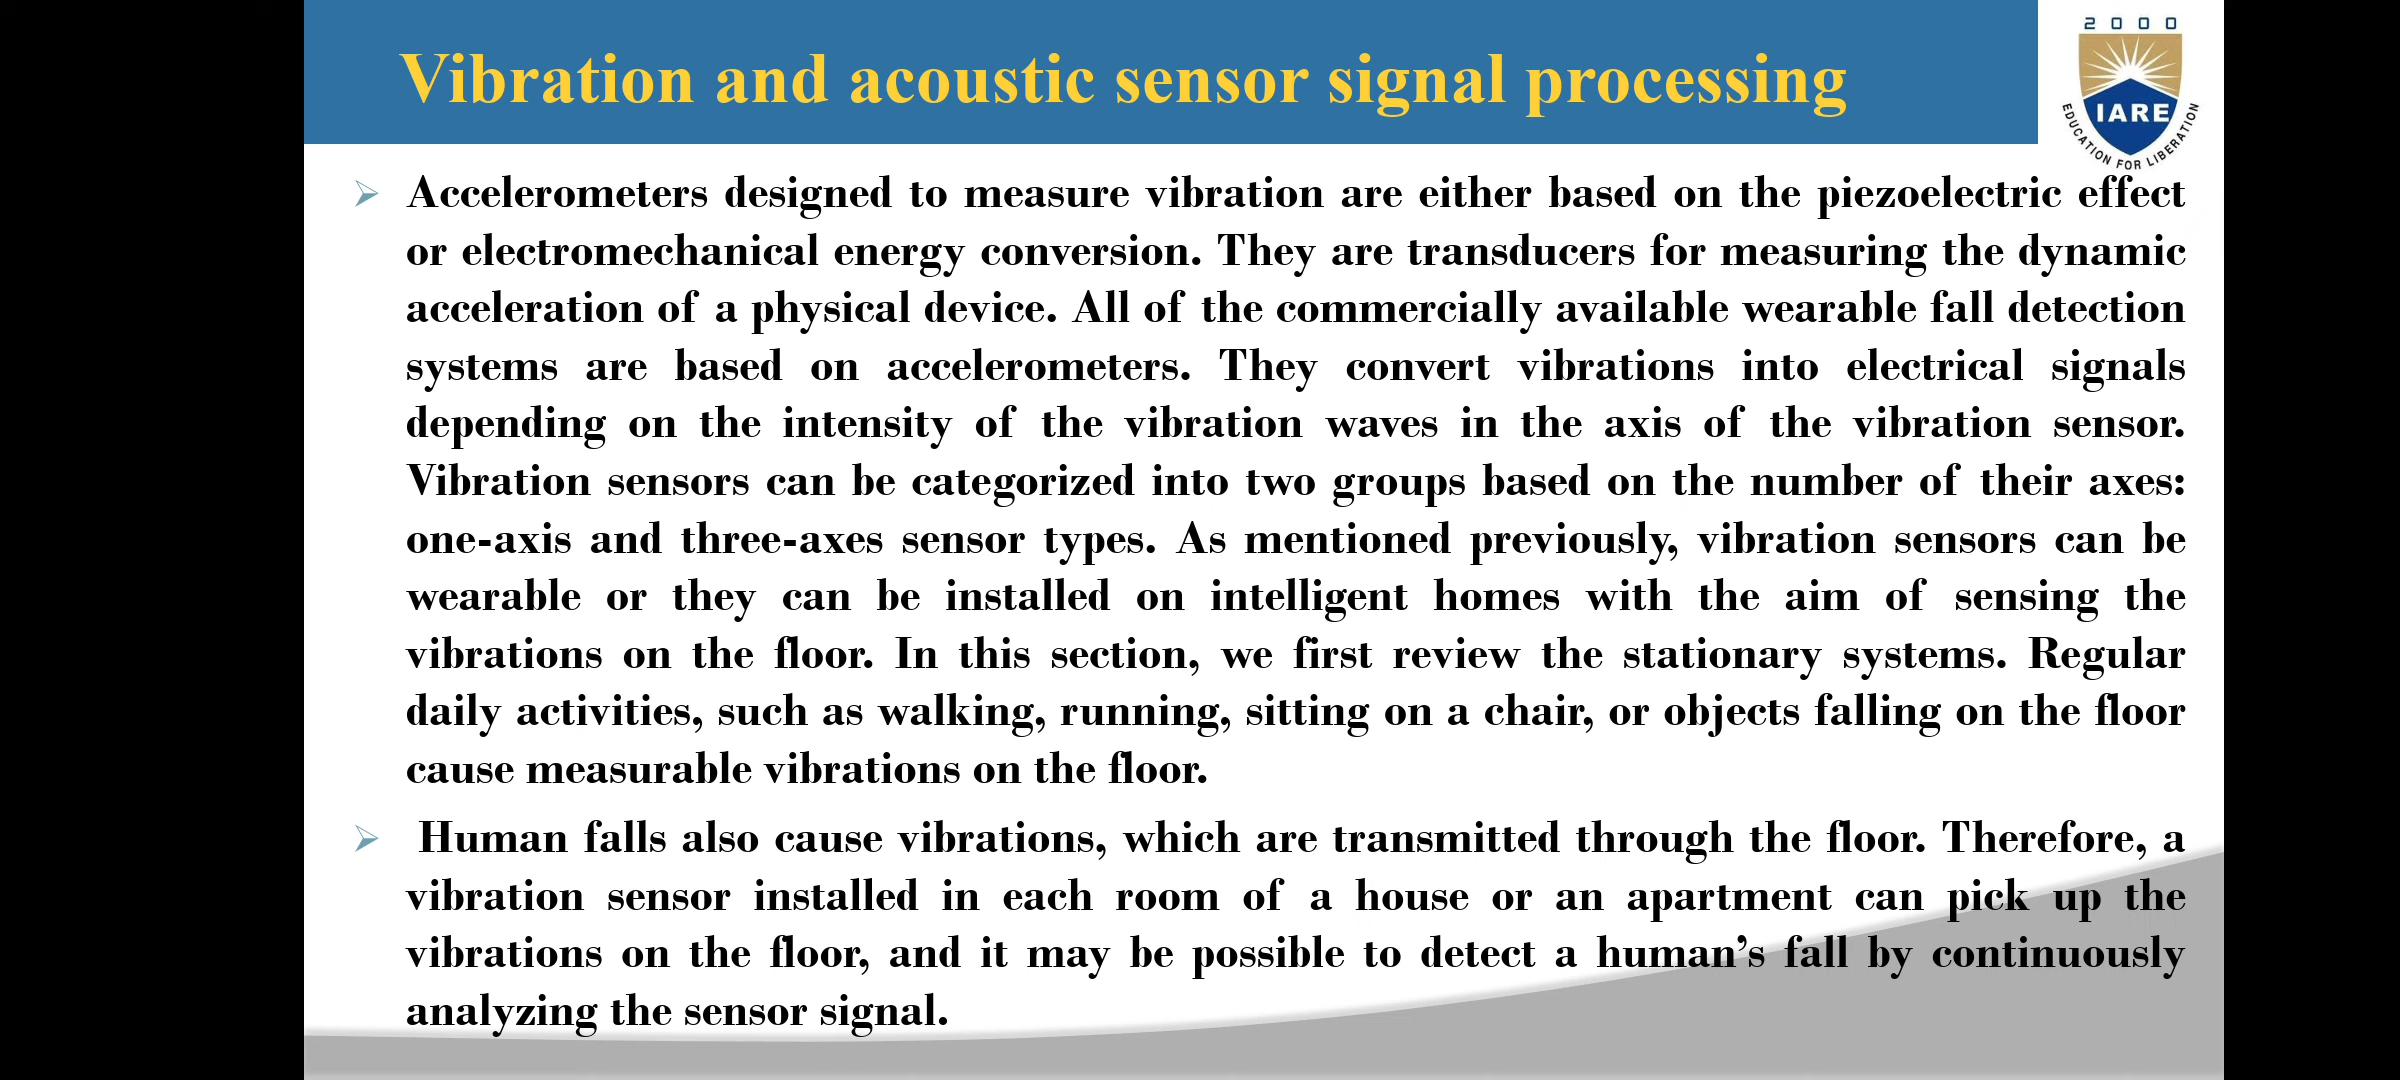 Vibration and acoustic sensor signal processing
2000
IARE
EDUCATION FOR LIBERATION
➢ Accelerometers designed to measure vibration are either based on the piezoelectric effect
or electromechanical energy conversion. They are transducers for measuring the dynamic
acceleration of a physical device. All of the commercially available wearable fall detection
systems are based on accelerometers. They convert vibrations into electrical signals
depending on the intensity of the vibration waves in the axis of the vibration sensor.
Vibration sensors can be categorized into two groups based on the number of their axes:
one-axis and three-axes sensor types. As mentioned previously, vibration sensors can be
wearable or they can be installed on intelligent homes with the aim of sensing the
vibrations on the floor. In this section, we first review the stationary systems. Regular
daily activities, such as walking, running, sitting on a chair, or objects falling on the floor
cause measurable vibrations on the floor.
➢ Human falls also cause vibrations, which are transmitted through the floor. Therefore, a
vibration sensor installed in each room of a house or an apartment can pick up the
vibrations on the floor, and it may be possible to detect a human’s fall by continuously
analyzing the sensor signal.